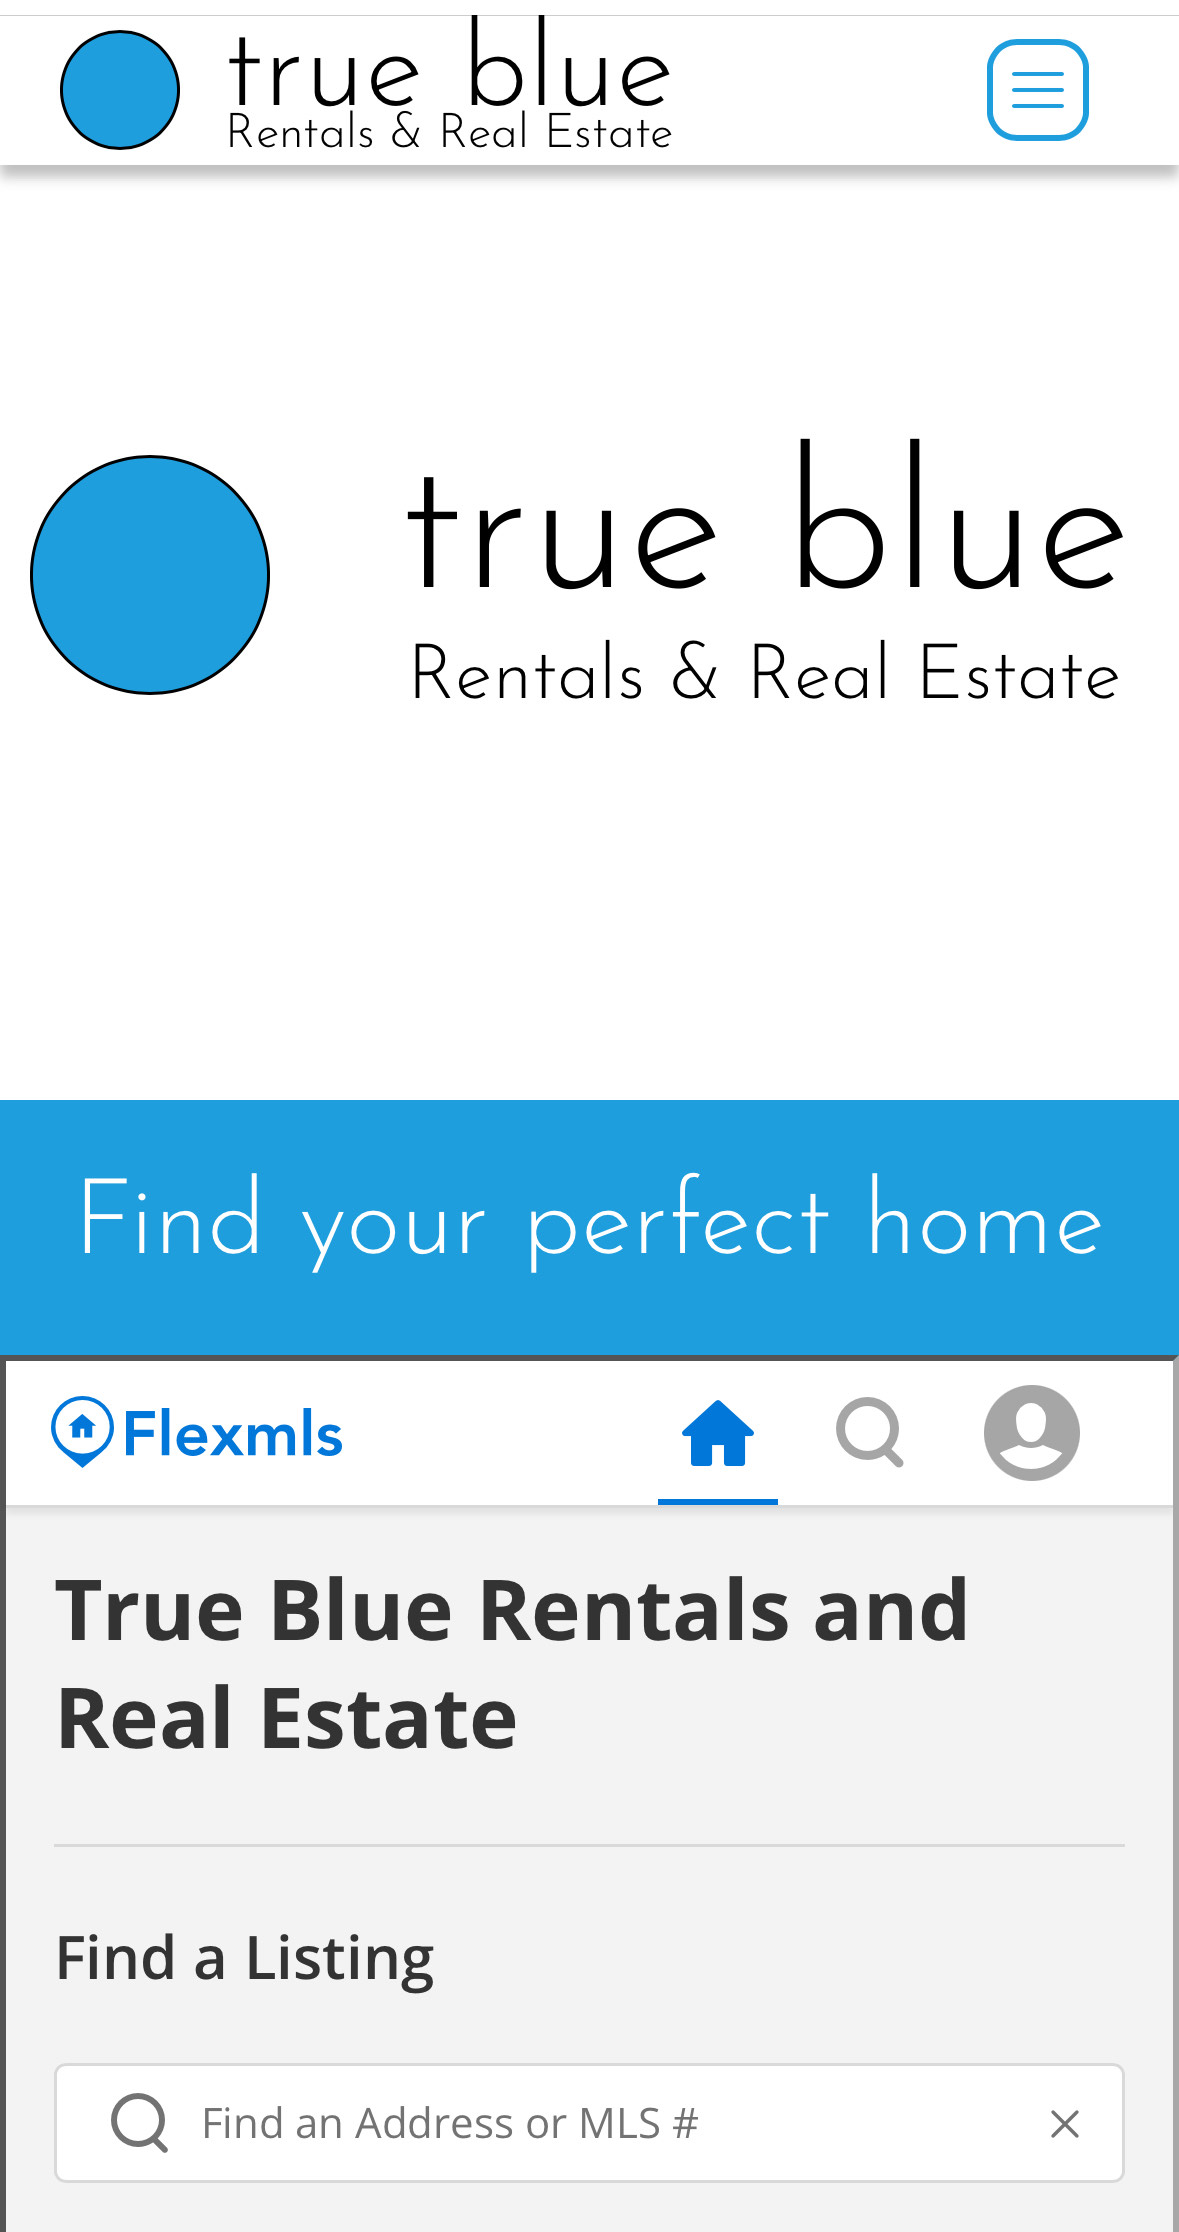 true blue
Rentals & Real Estate
true blue
Rentals & Real Estate
Find your perfect home
Flexmls
True Blue Rentals and
Real Estate
Find a Listing
Find an Address or MLS #